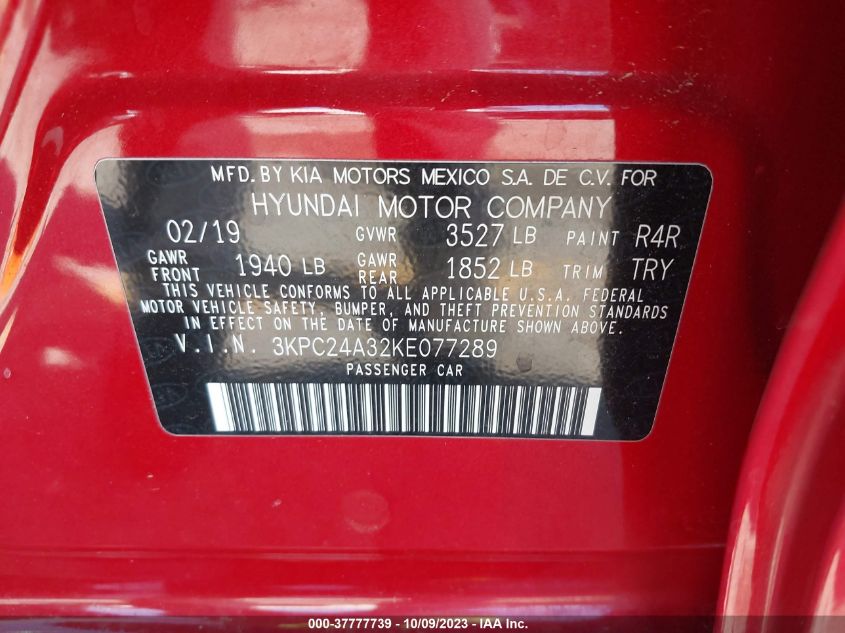 MFD. BY KIA MOTORS MEXICO S.A. DE C.V. FOR
HYUNDAI MOTOR COMPANY
02/19 GVWR 3527 LB PAINT R4R
GAWR FRONT 1940 LB GAWR REAR 1852 LB TRIM TRY
THIS VEHICLE CONFORMS TO ALL APPLICABLE U.S.A. FEDERAL
MOTOR VEHICLE SAFETY, BUMPER, AND THEFT PREVENTION STANDARDS
IN EFFECT ON THE DATE OF MANUFACTURE SHOWN ABOVE.
V.I.N. 3KPC24A32KE077289
PASSENGER CAR
000-37777739 - 10/09/2023 - IAA Inc.